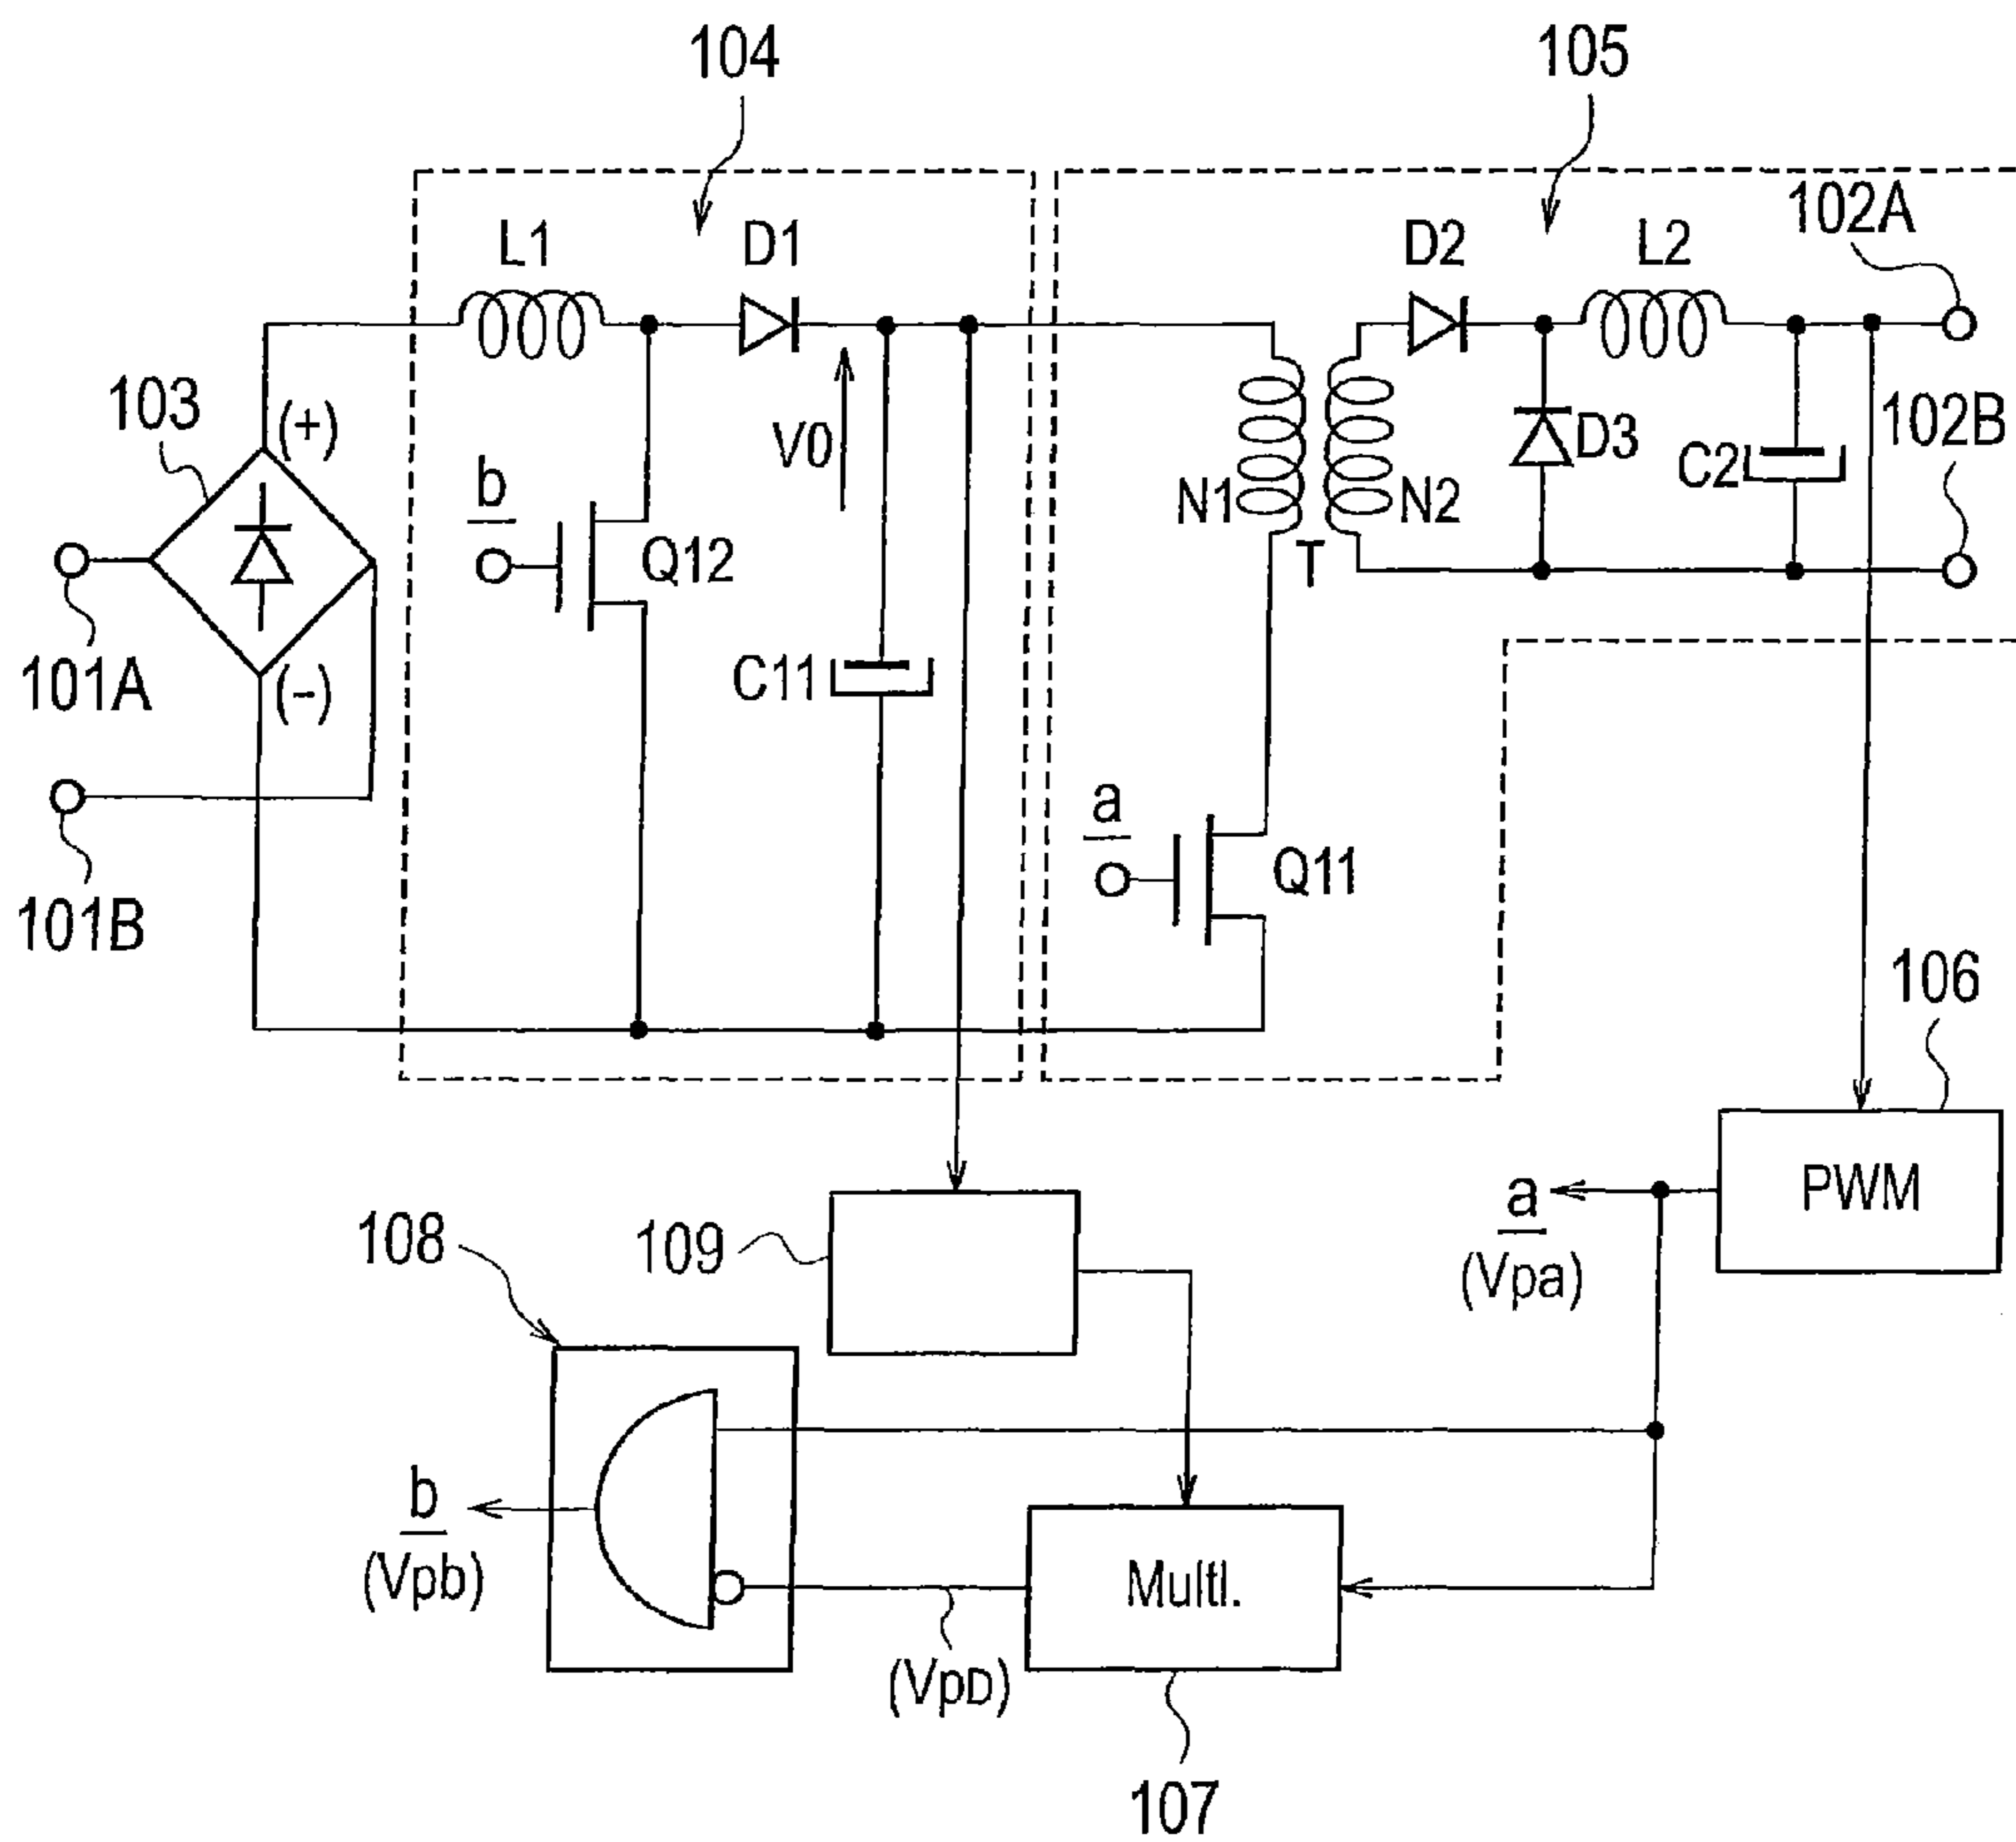 104
105
102A
L1
D1
D2
L2
103
(+)
V0
102B
D3
C2
b
N1
N2
Q12
T
101A
(-)
C11
a
Q11
101B
106
PWM
108
109
a
(Vpa)
b
(Vpb)
Multl.
(VpD)
107